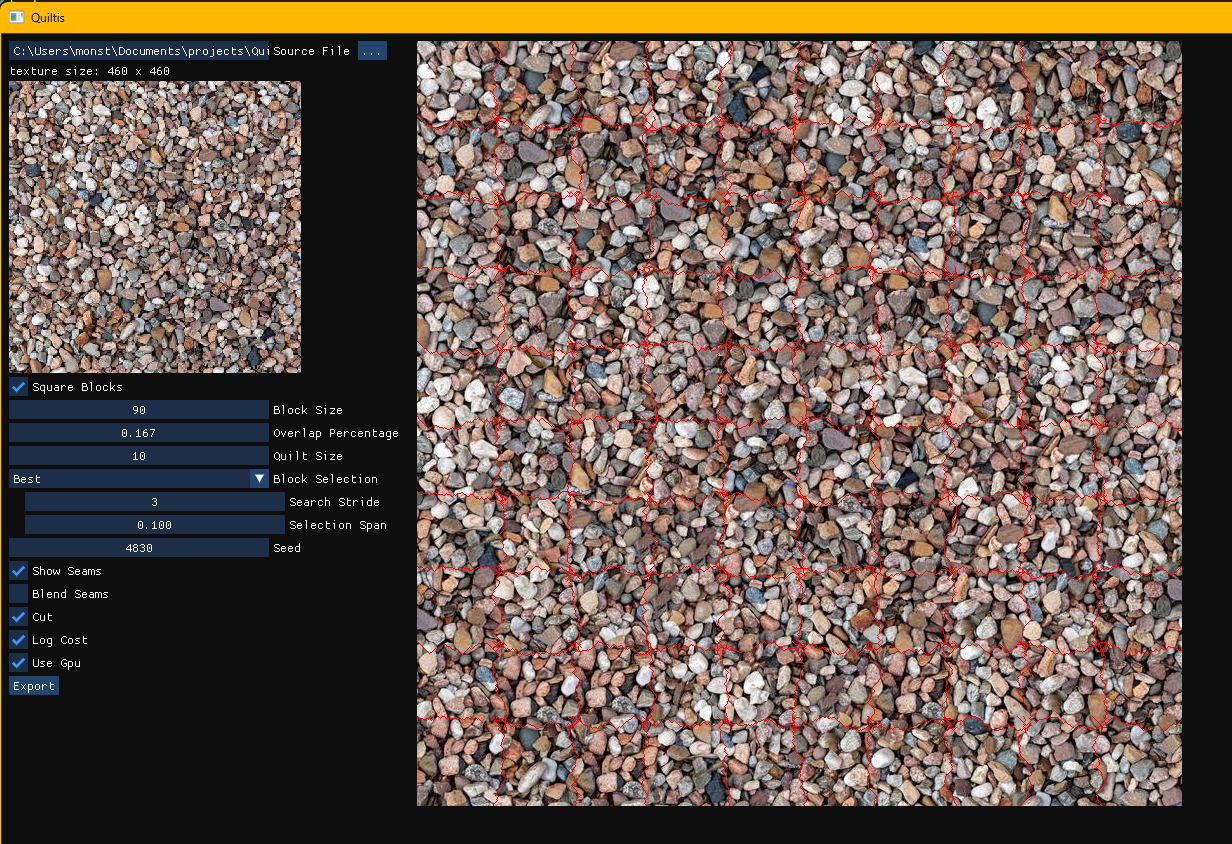 Quiltis
C:\Users\monst\Documents\projects\Qui Source File ...
texture size: 460 x 460
Square Blocks
90 Block Size
0.167 Overlap Percentage
10 Quilt Size
Best Block Selection
3 Search Stride
0.100 Selection Span
4830 Seed
Show Seams
Blend Seams
Cut
Log Cost
Use Gpu
Export